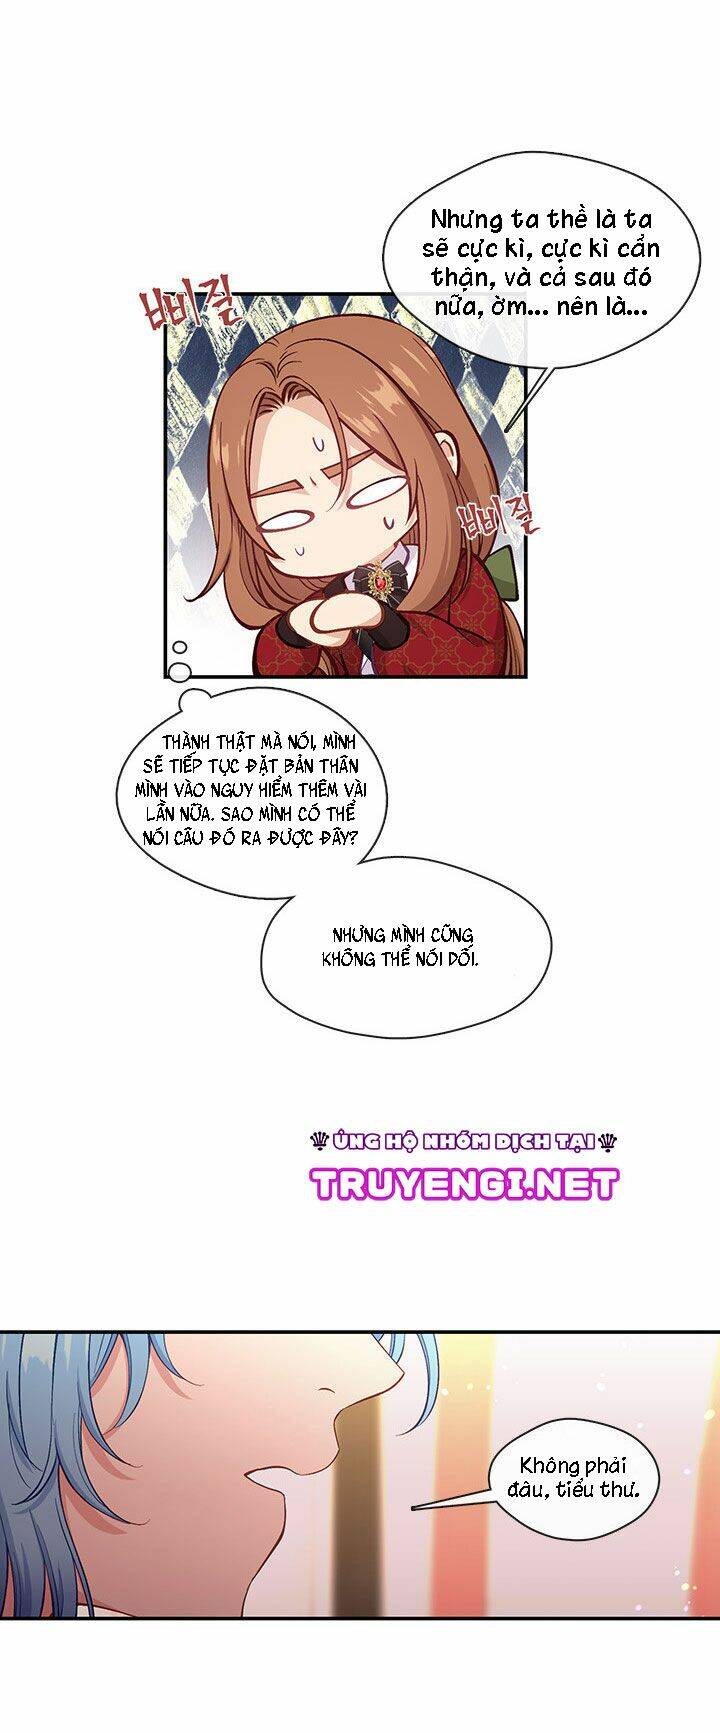 Nhưng ta thề là ta
sẽ cực kì, cực kì cẩn
thận, và cả sau đó
nữa, ờm... nên là...
삐질
삐질
THÀNH THẬT MÀ NÓI, MÌNH
SẼ TIẾP TỤC ĐẶT BẢN THÂN
MÌNH VÀO NGUY HIỂM THÊM VÀI
LẦN NỮA. SAO MÌNH CÓ THỂ
NÓI CÂU ĐÓ RA ĐƯỢC ĐÂY?
NHƯNG MÌNH CŨNG
KHÔNG THỂ NÓI DỐI.
ỦNG HỘ NHÓM DỊCH TẠI
TRUYENGI.NET
Không phải
đâu, tiểu thư.